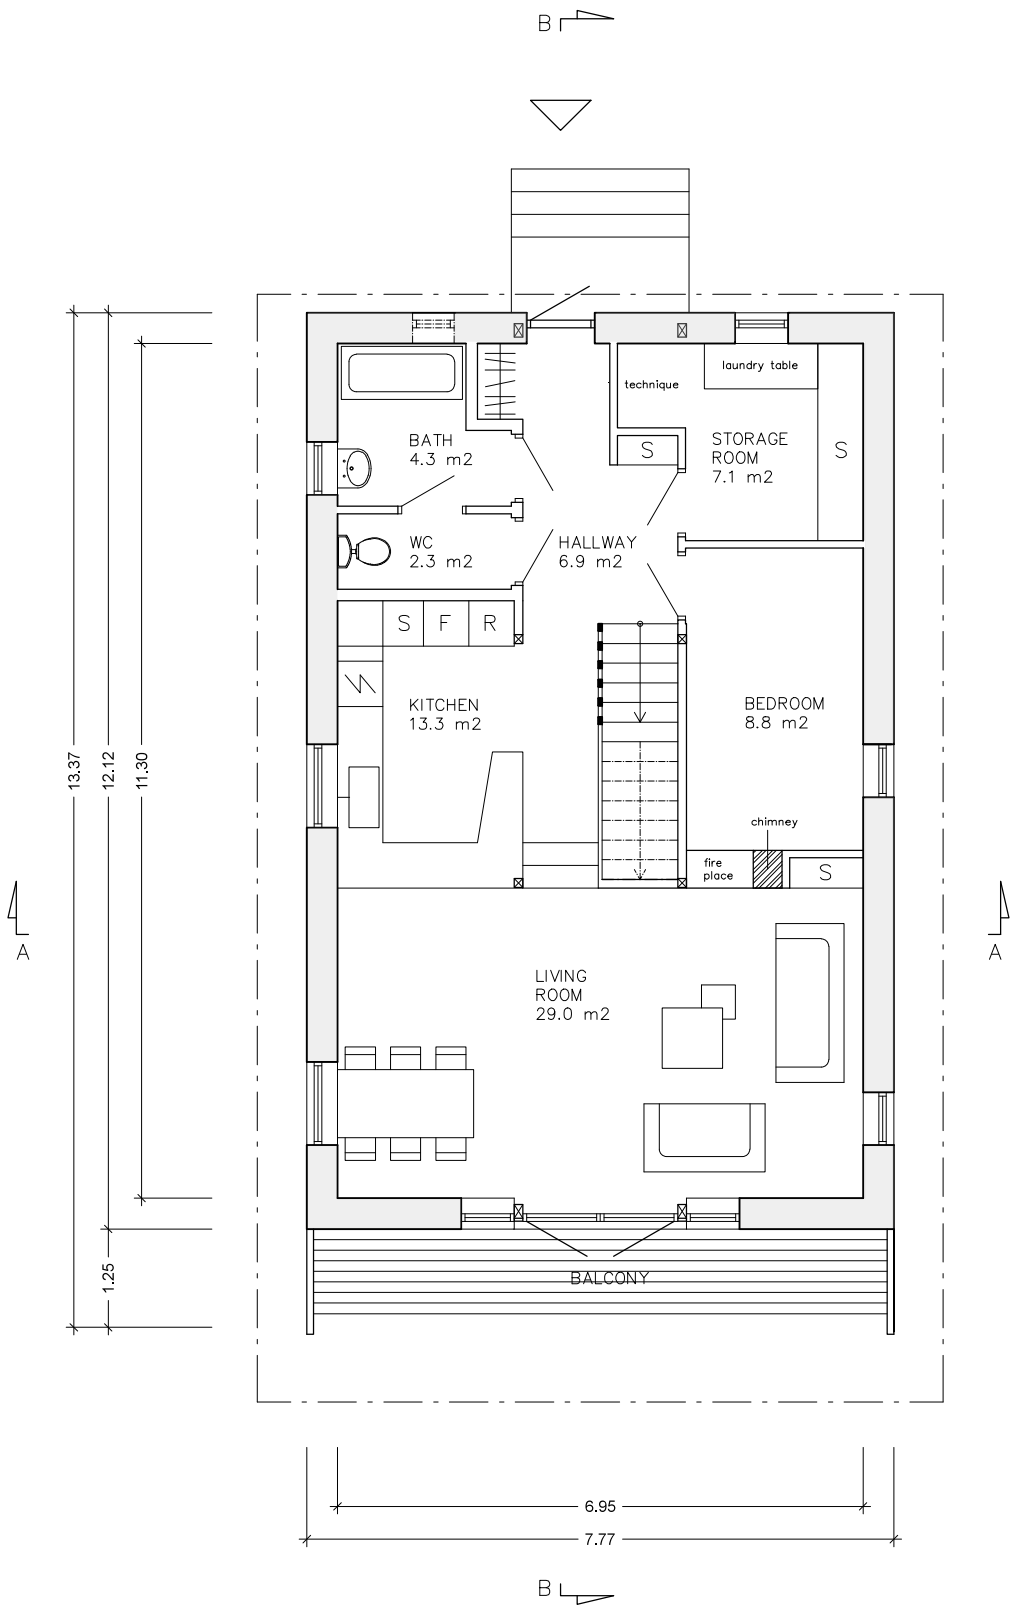 B
technique
laundry table
BATH
4.3 m2
S
STORAGE
ROOM
7.1 m2
S
WC
2.3 m2
HALLWAY
6.9 m2
S
F
R
KITCHEN
13.3 m2
BEDROOM
8.8 m2
13.37
12.12
11.30
chimney
fire
place
S
A
A
LIVING
ROOM
29.0 m2
1.25
BALCONY
6.95
7.77
B